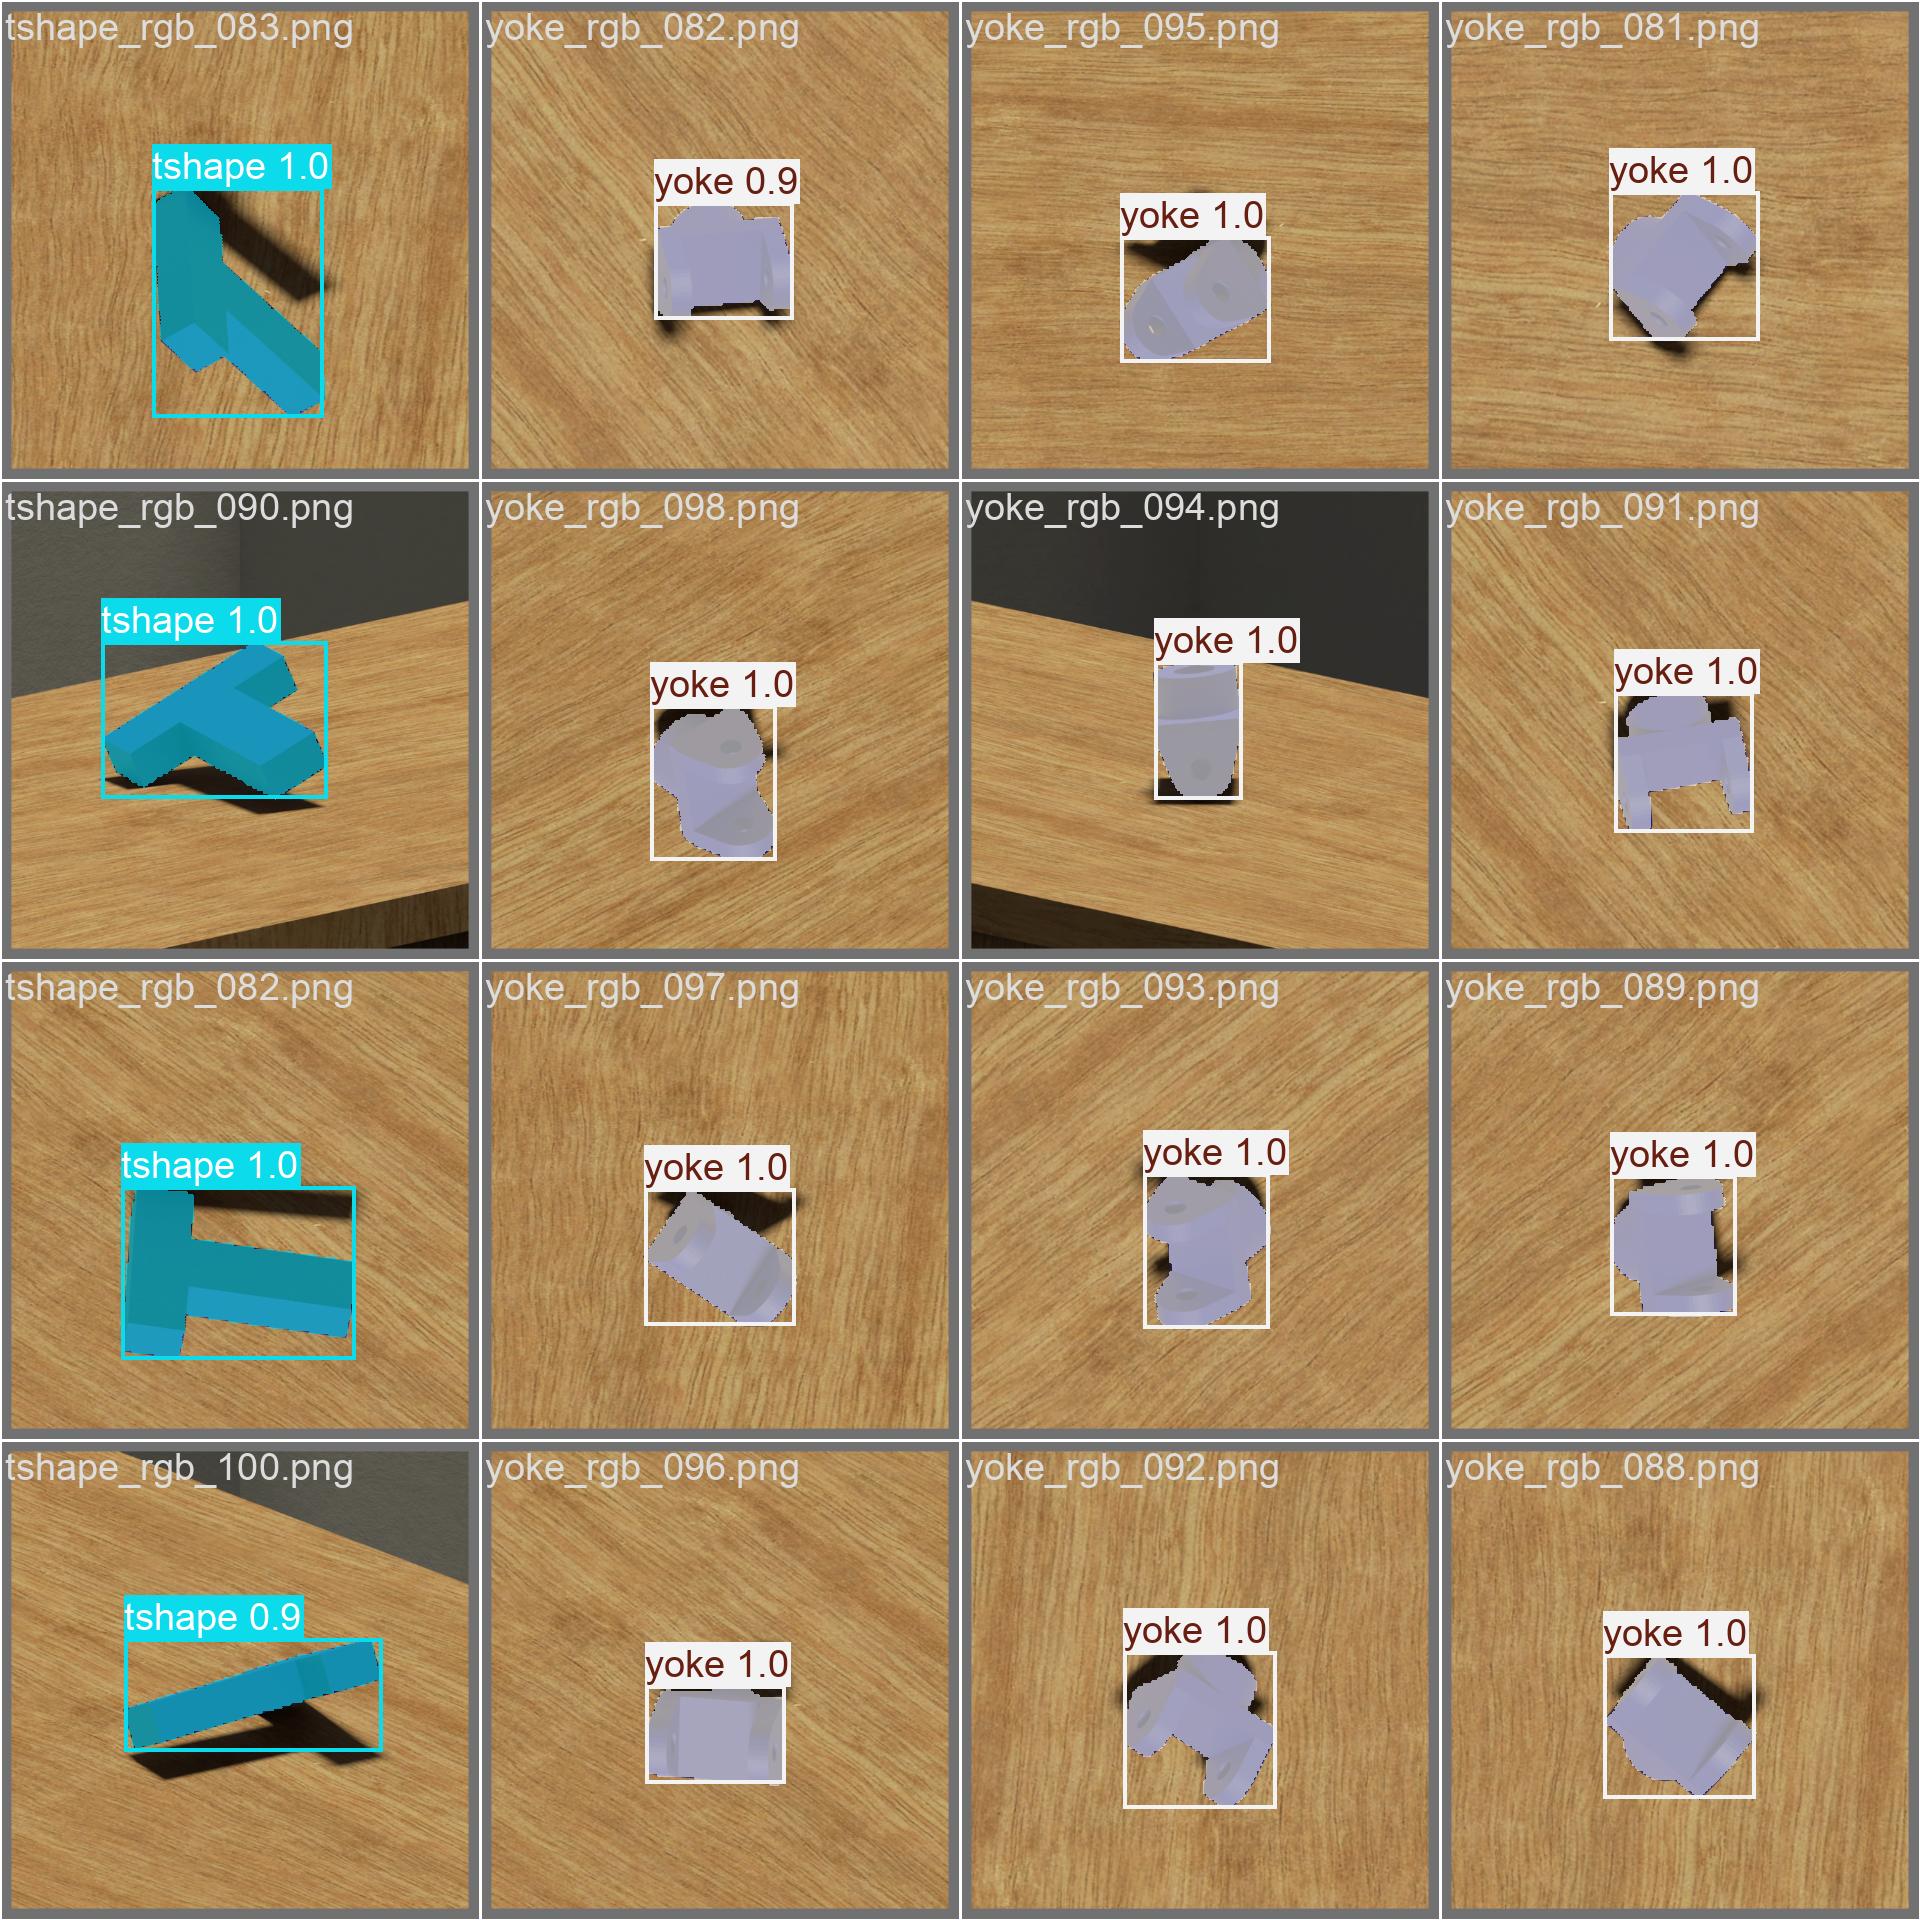 tshape_rgb_083.png
tshape 1.0
yoke_rgb_082.png
yoke 0.9
yoke_rgb_095.png
yoke 1.0
yoke_rgb_081.png
yoke 1.0
tshape_rgb_090.png
tshape 1.0
yoke_rgb_098.png
yoke 1.0
yoke_rgb_094.png
yoke 1.0
yoke_rgb_091.png
yoke 1.0
tshape_rgb_082.png
tshape 1.0
yoke_rgb_097.png
yoke 1.0
yoke_rgb_093.png
yoke 1.0
yoke_rgb_089.png
yoke 1.0
tshape_rgb_100.png
tshape 0.9
yoke_rgb_096.png
yoke 1.0
yoke_rgb_092.png
yoke 1.0
yoke_rgb_088.png
yoke 1.0